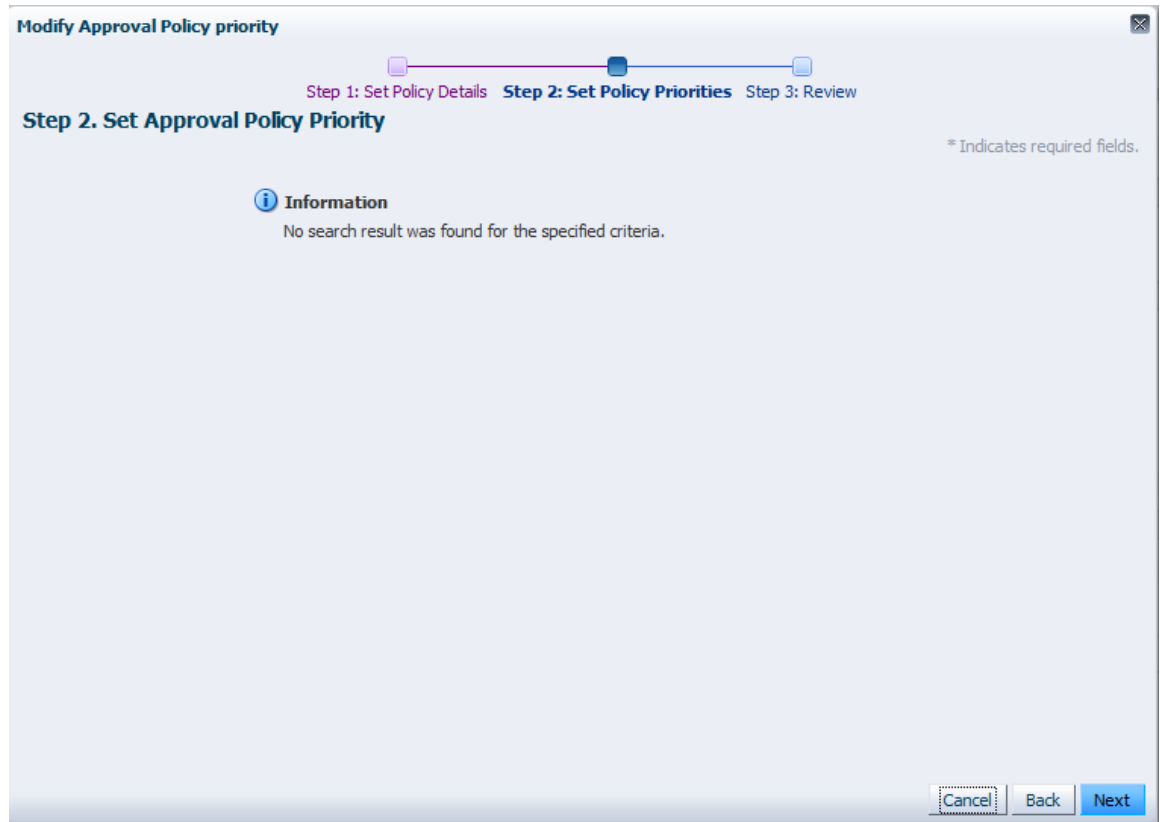 Modify Approval Policy priority
Step 1: Set Policy Details Step 2: Set Policy Priorities Step 3: Review
Step 2. Set Approval Policy Priority
* Indicates required fields.
Information
No search result was found for the specified criteria.
Cancel Back Next